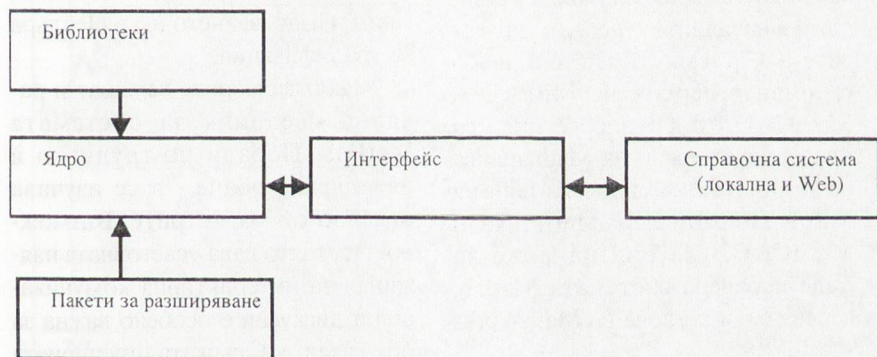 Библиотеки
Ядро
Интерфейс
Справочна система
(локална и Web)
Пакети за разширяване